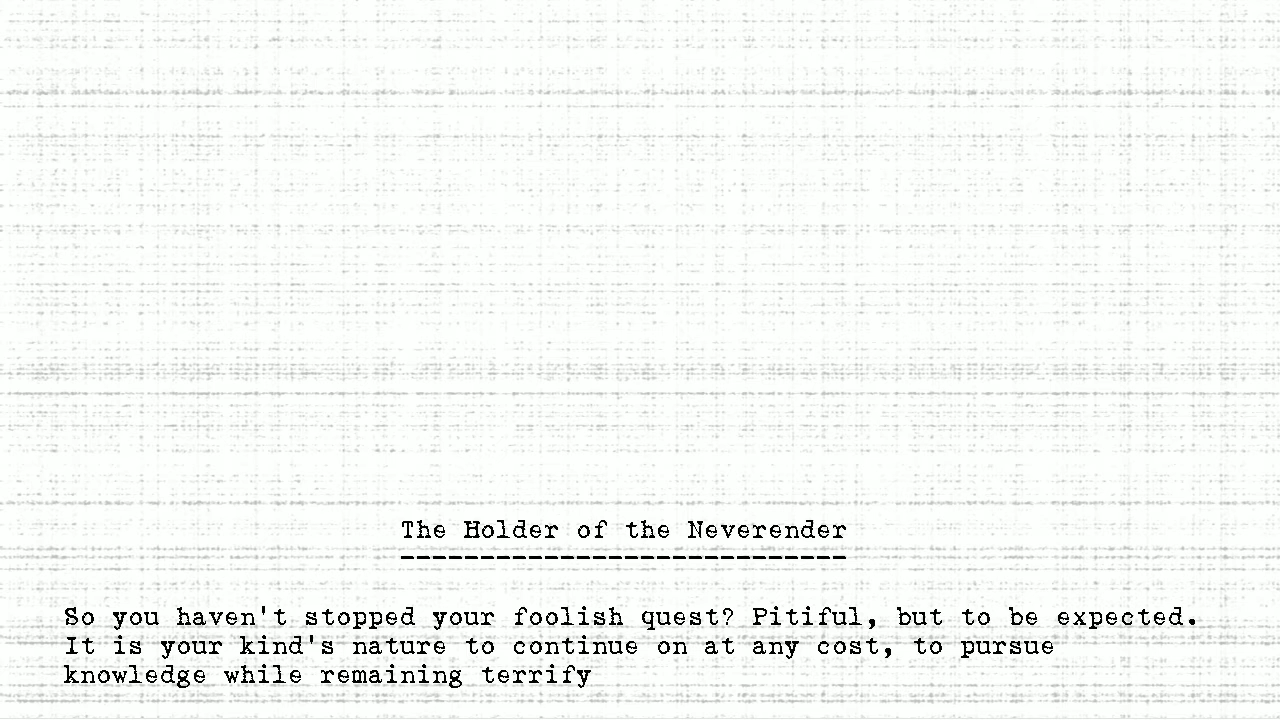 The Holder of the Neverender
----------------------------
So you haven't stopped your foolish quest? Pitiful, but to be expected.
It is your kind's nature to continue on at any cost, to pursue
knowledge while remaining terrify